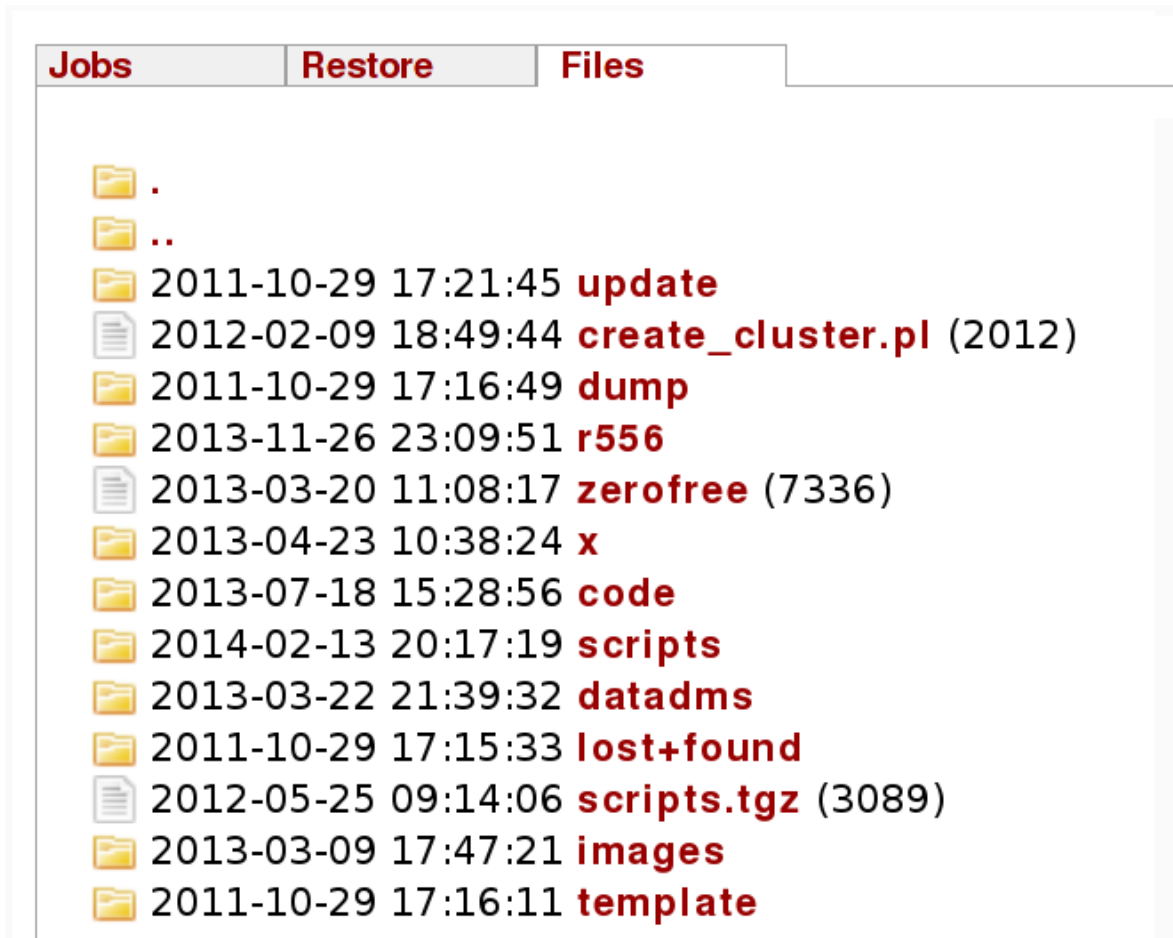 Jobs Restore Files
.
..
2011-10-29 17:21:45 update
2012-02-09 18:49:44 create_cluster.pl (2012)
2011-10-29 17:16:49 dump
2013-11-26 23:09:51 r556
2013-03-20 11:08:17 zerofree (7336)
2013-04-23 10:38:24 x
2013-07-18 15:28:56 code
2014-02-13 20:17:19 scripts
2013-03-22 21:39:32 datadms
2011-10-29 17:15:33 lost+found
2012-05-25 09:14:06 scripts.tgz (3089)
2013-03-09 17:47:21 images
2011-10-29 17:16:11 template